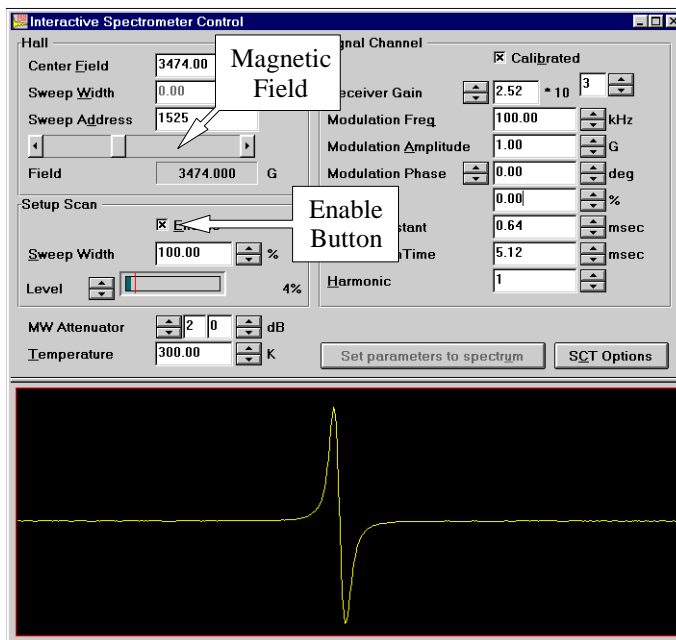 Interactive Spectrometer Control
Hall
Center Field 3474.00
Sweep Width 0.00
Sweep Address 1525
Field 3474.000 G
Magnetic
Field
Setup Scan
Enable
Button
Sweep Width 100.00 %
Level 4%
MW Attenuator 2 0 dB
Temperature 300.00 K
gnal Channel
Calibrated
eceiver Gain 2.52 * 10 3
Modulation Freq 100.00 kHz
Modulation Amplitude 1.00 G
Modulation Phase 0.00 deg
0.00 %
stant 0.64 msec
Time 5.12 msec
Harmonic 1
Set parameters to spectrum
SCT Options